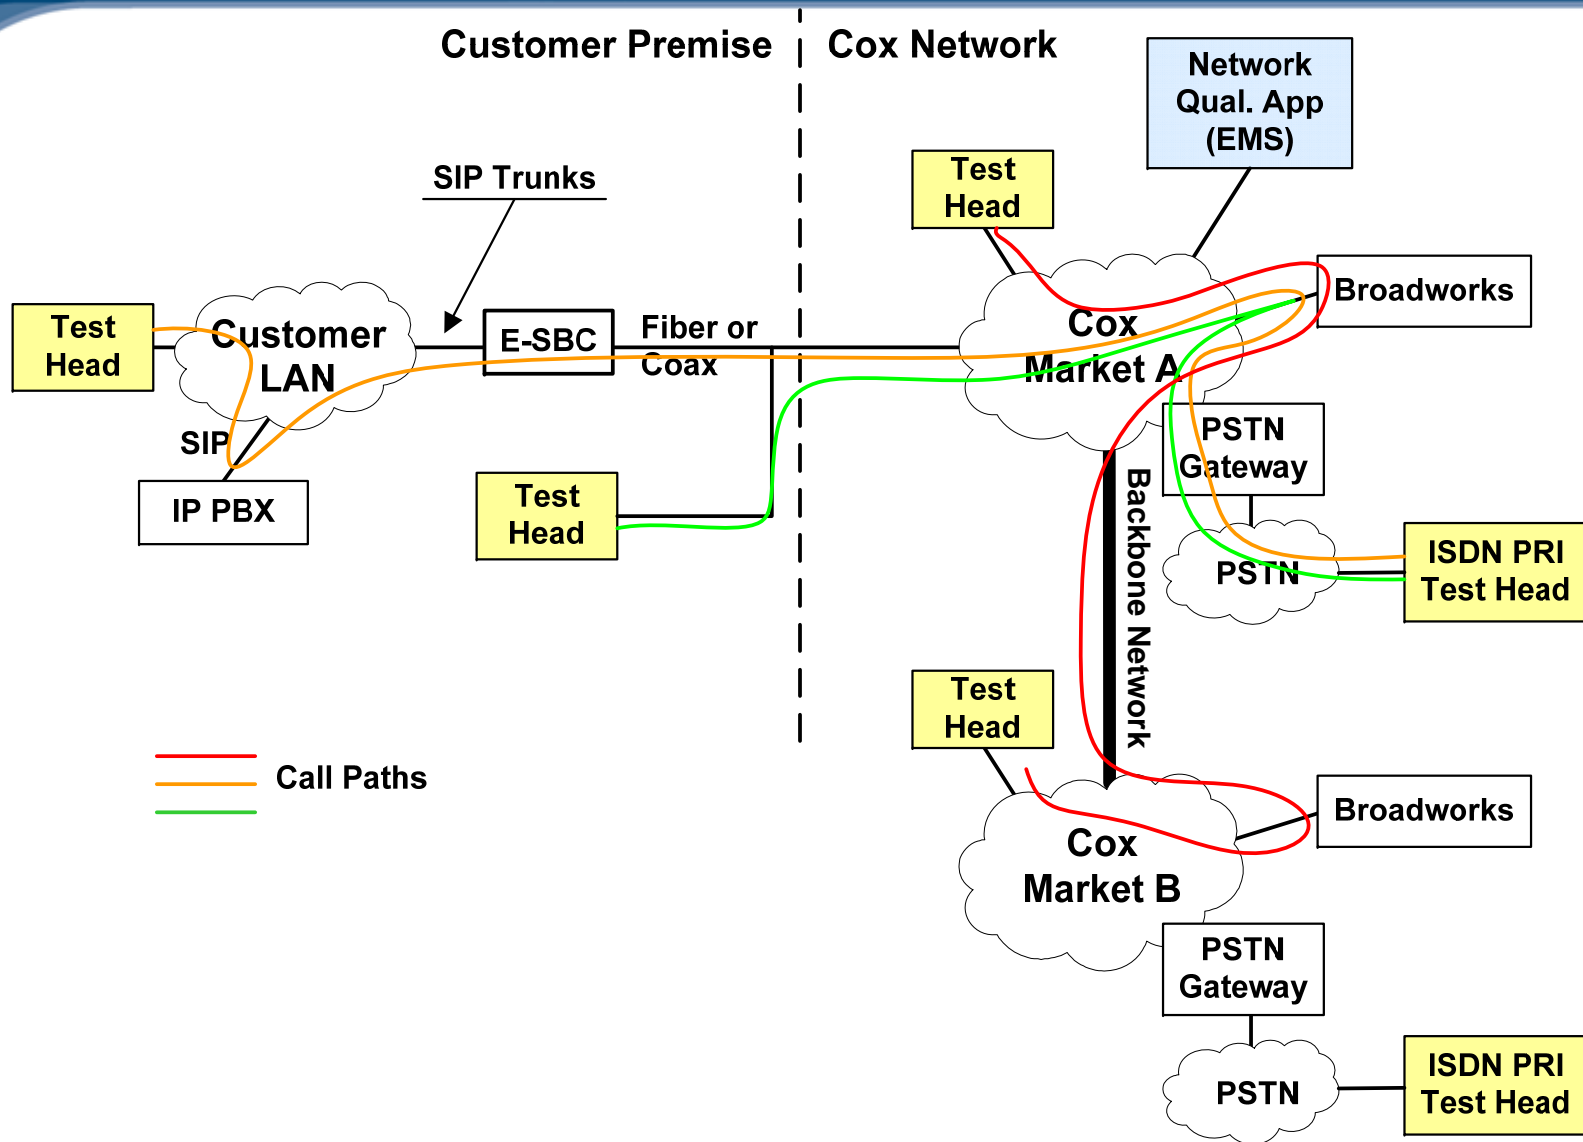 Customer Premise
Cox Network
Network
Qual. App
(EMS)
Test
Head
SIP Trunks
Broadworks
Test
Head
Customer
LAN
E-SBC
Fiber or
Coax
Cox
Market A
SIP
PSTN
Gateway
IP PBX
Test
Head
Backbone Network
PSTN
ISDN PRI
Test Head
Test
Head
Call Paths
Broadworks
Cox
Market B
PSTN
Gateway
PSTN
ISDN PRI
Test Head